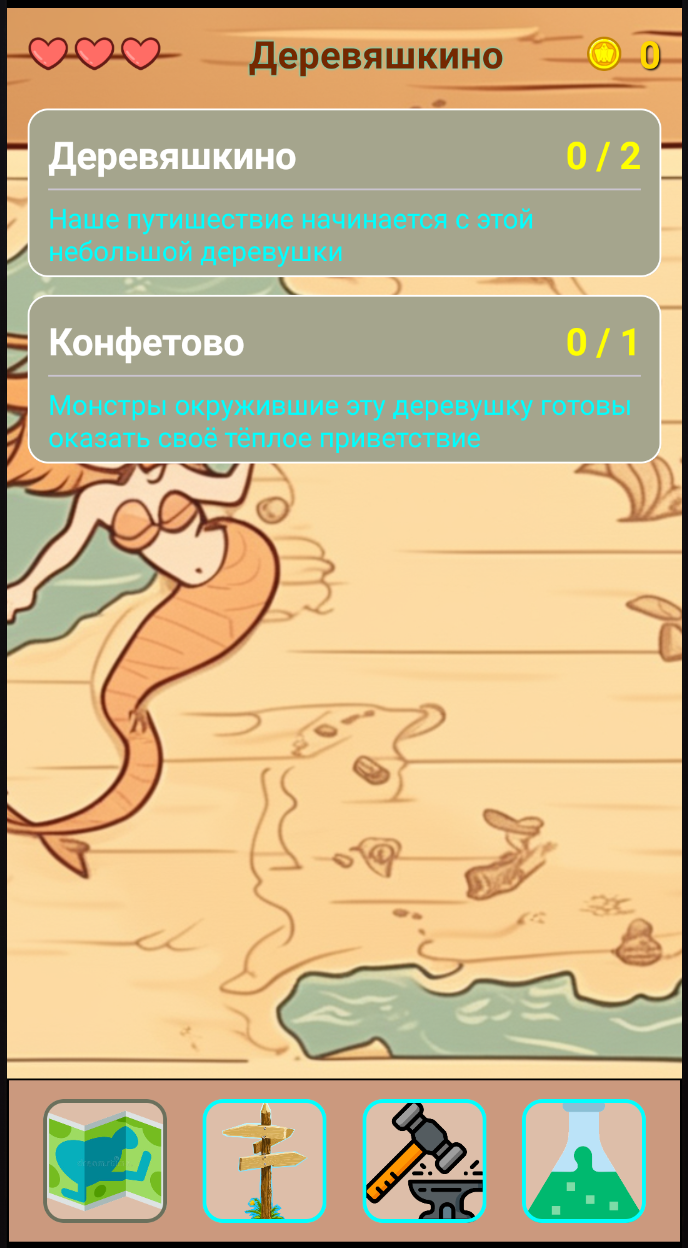 Деревяшкино
0
Деревяшкино
0 / 2
Наше путишествие начинается с этой
небольшой деревушки
Конфетово
0 / 1
Монстры окружившие эту деревушку готовы
оказать своё тёплое приветствие